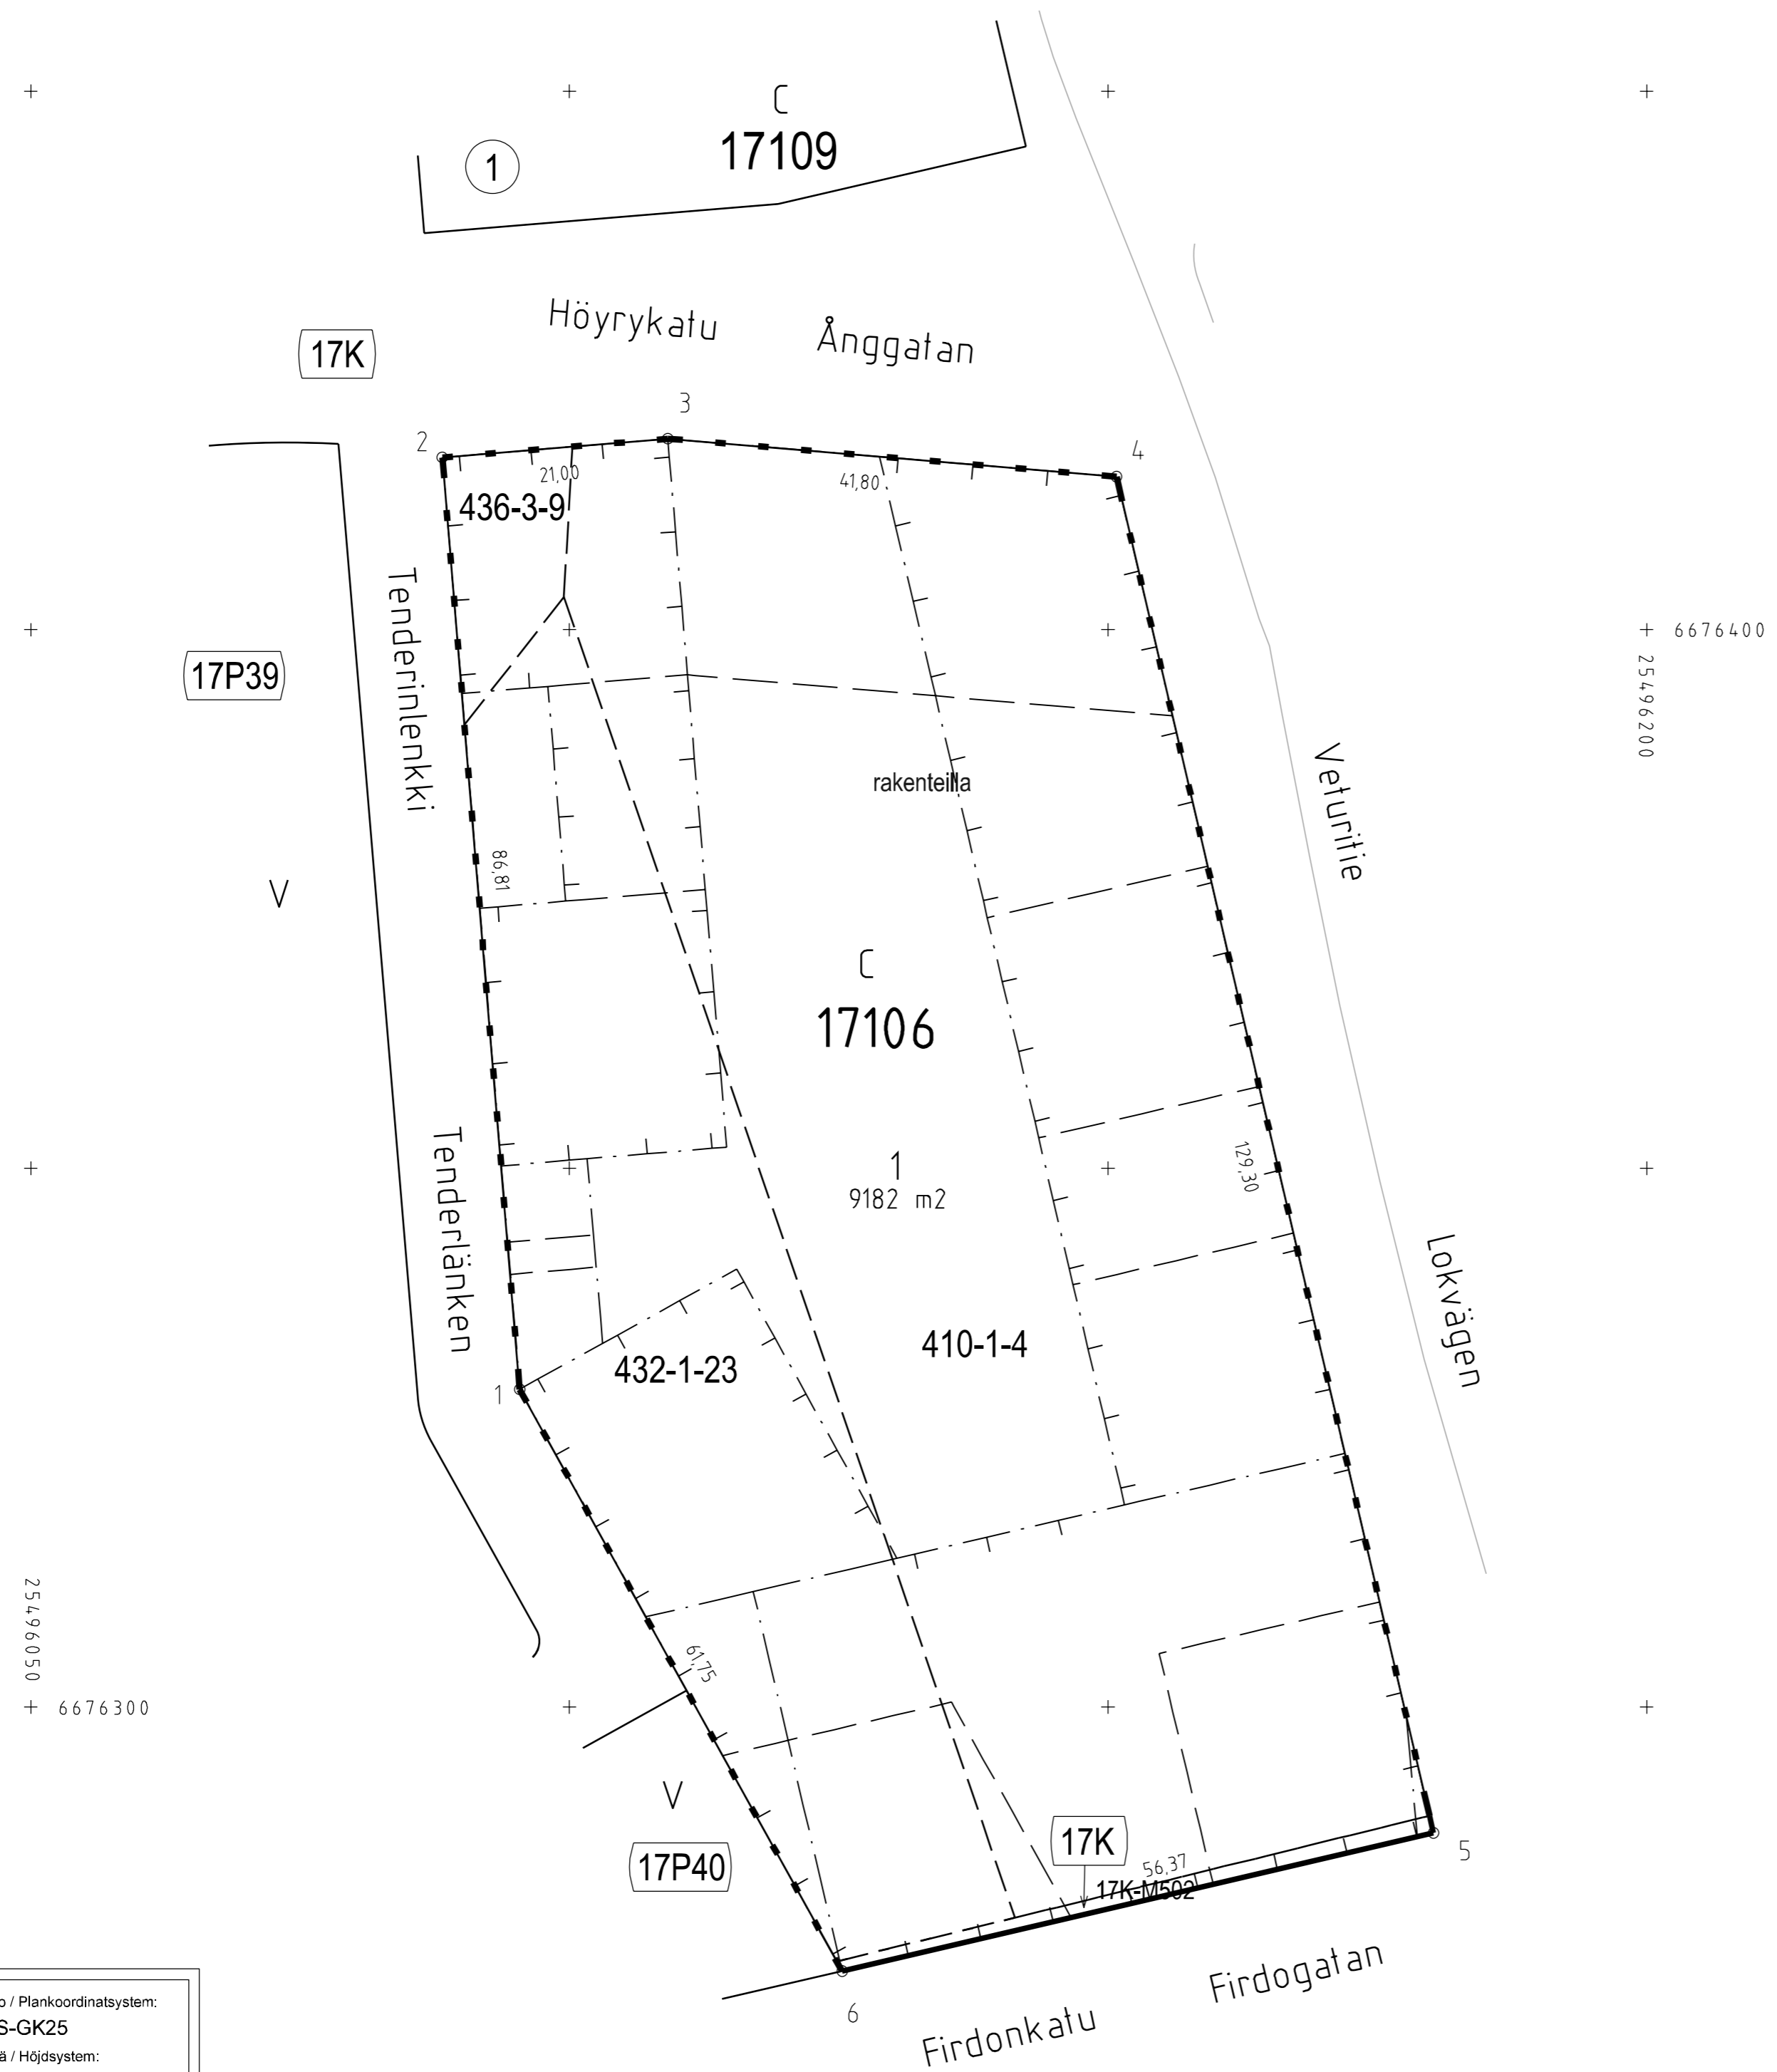 C
17109
1
Höyrykatu Ånggatan
17K
3
2
4
21,00
41,80
436-3-9
Tenderinlenkki
6676400
25496200
17P39
Veturitie
rakenteilla
86,81
V
C
17106
1
9182 m2
129,30
Tenderlänken
Lokvägen
410-1-4
432-1-23
1
25496050
61,75
6676300
V
17K
17P40
5
56,37
17K-M502
Firdogatan
6
Firdonkatu
/ Plankoordinatsystem:
S-GK25
/ Höjdsystem: